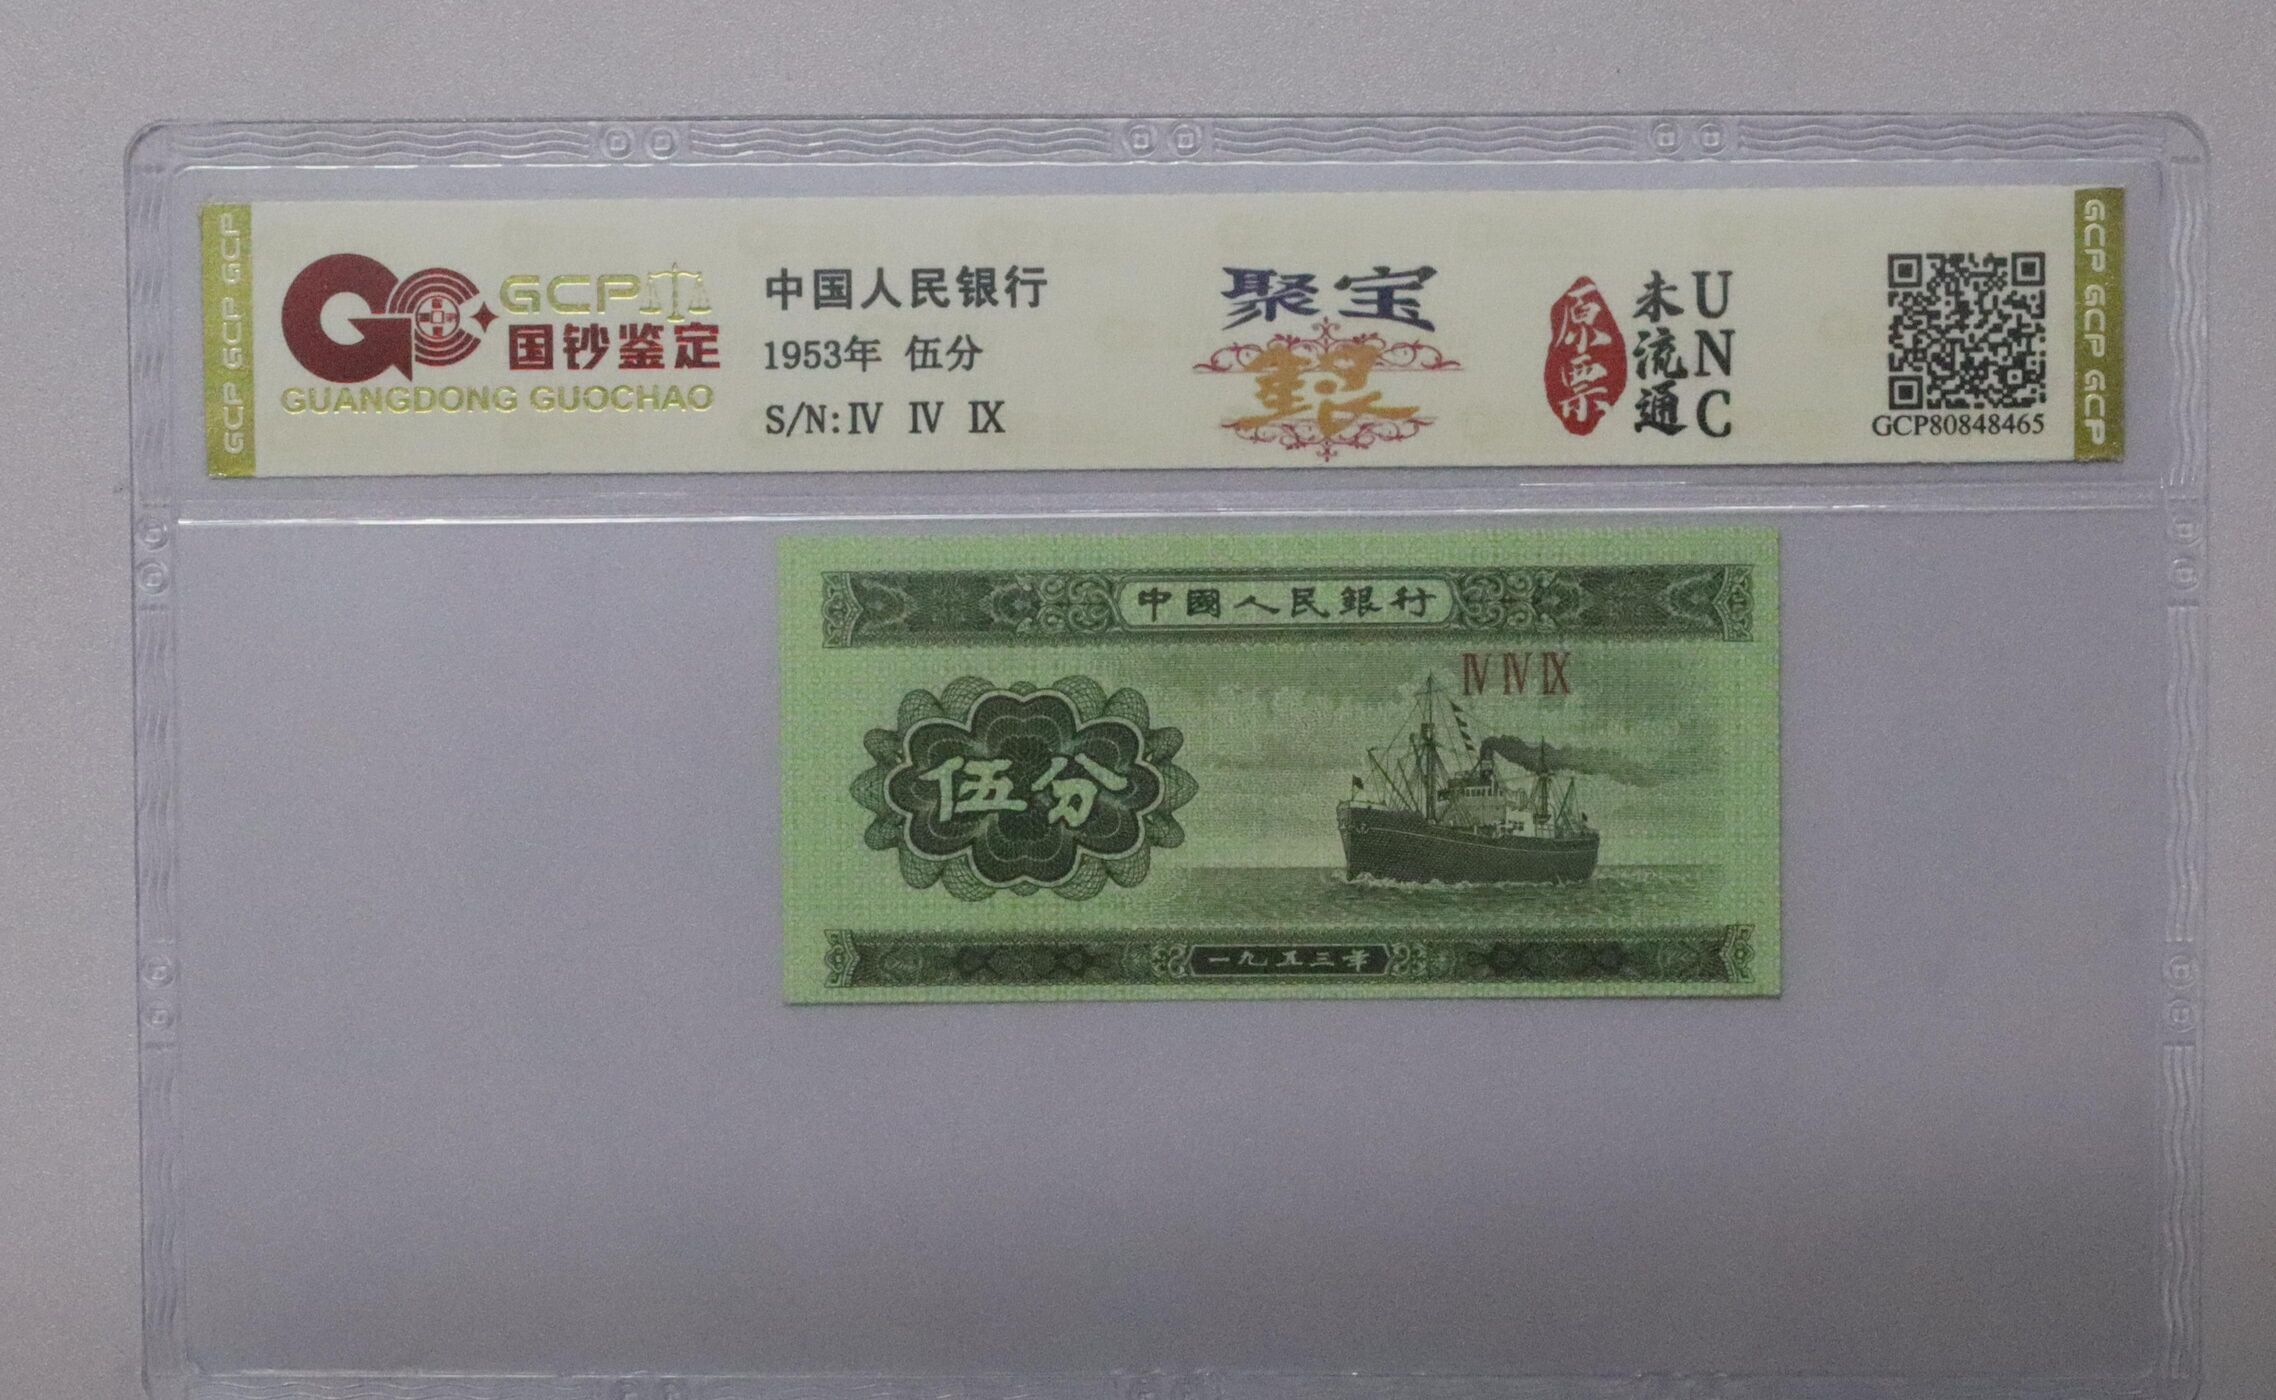 GCP GCP GCP
GCP
国钞鉴定
GUANGDONG GUOCHAO
中国人民银行
1953年 伍分
S/N:Ⅳ Ⅳ Ⅸ
聚宝
原票
未流通
UNC
GCP80848465
GCP GCP GCP
中國人民銀行
Ⅳ Ⅳ Ⅸ
伍分
一九五三年